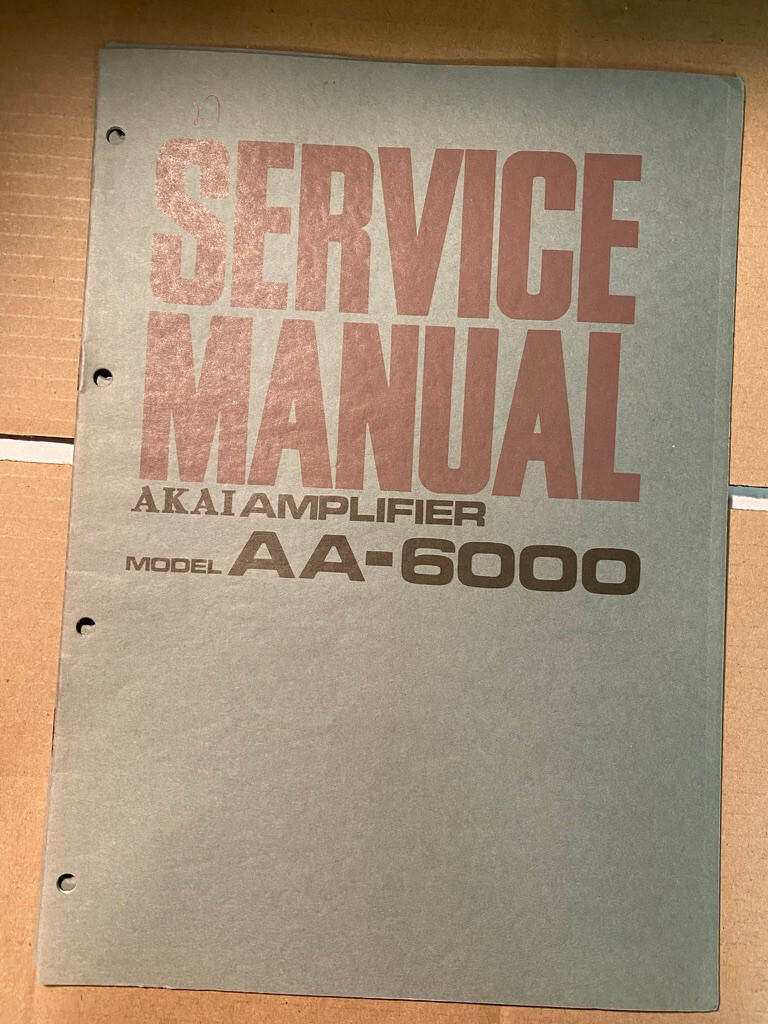 SERVICE
MANUAL
AKAI AMPLIFIER
MODEL AA-6000